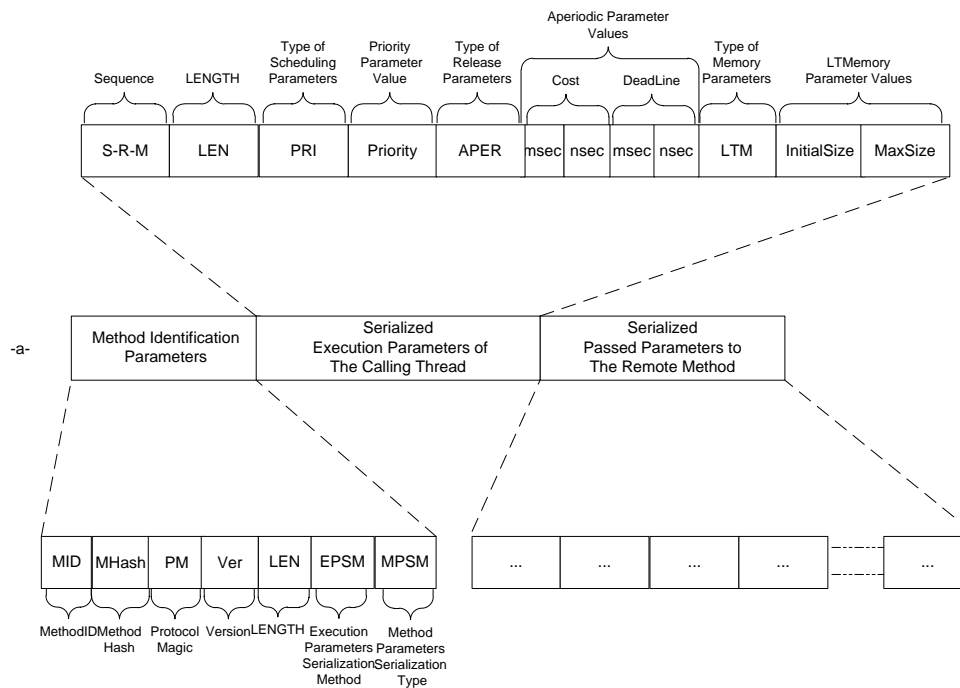 Aperiodic Parameter
Values
Type of
Scheduling
Parameters
Priority
Parameter
Value
Type of
Release
Parameters
Type of
Memory
Parameters
Sequence
LENGTH
Cost
DeadLine
LTMemory
Parameter Values
S-R-M
LEN
PRI
Priority
APER
msec
nsec
msec
nsec
LTM
InitialSize
MaxSize
-a-
Method Identification
Parameters
Serialized
Execution Parameters of
The Calling Thread
Serialized
Passed Parameters to
The Remote Method
MID
MHash
PM
Ver
LEN
EPSM
MPSM
...
...
...
...
...
MethodID
Method
Hash
Protocol
Magic
Version
LENGTH
Execution
Parameters
Serialization
Method
Method
Parameters
Serialization
Type